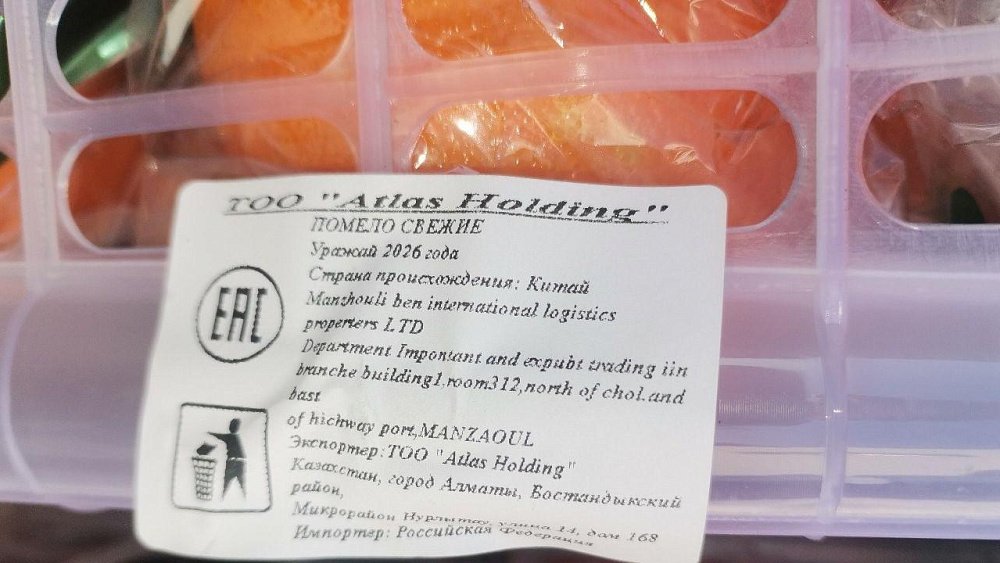 ТОО "Atlas Holding"
ПОМЕЛО СВЕЖИЕ
Уражай 2026 года
Страна происхождения: Китай
Manzhouli ben international logistics
properters LTD
Department Impontant and expubt trading iin
branche building1,room312,north of chol.and
bast
of hichway port,MANZAOUL
Экспортер:ТОО "Atlas Holding"
Казахстан, город Алматы, Бостандыкский
район,
Микрорайон Нурлытау, улица 14, дом 168
Импортер: Российская Федерация
EAC